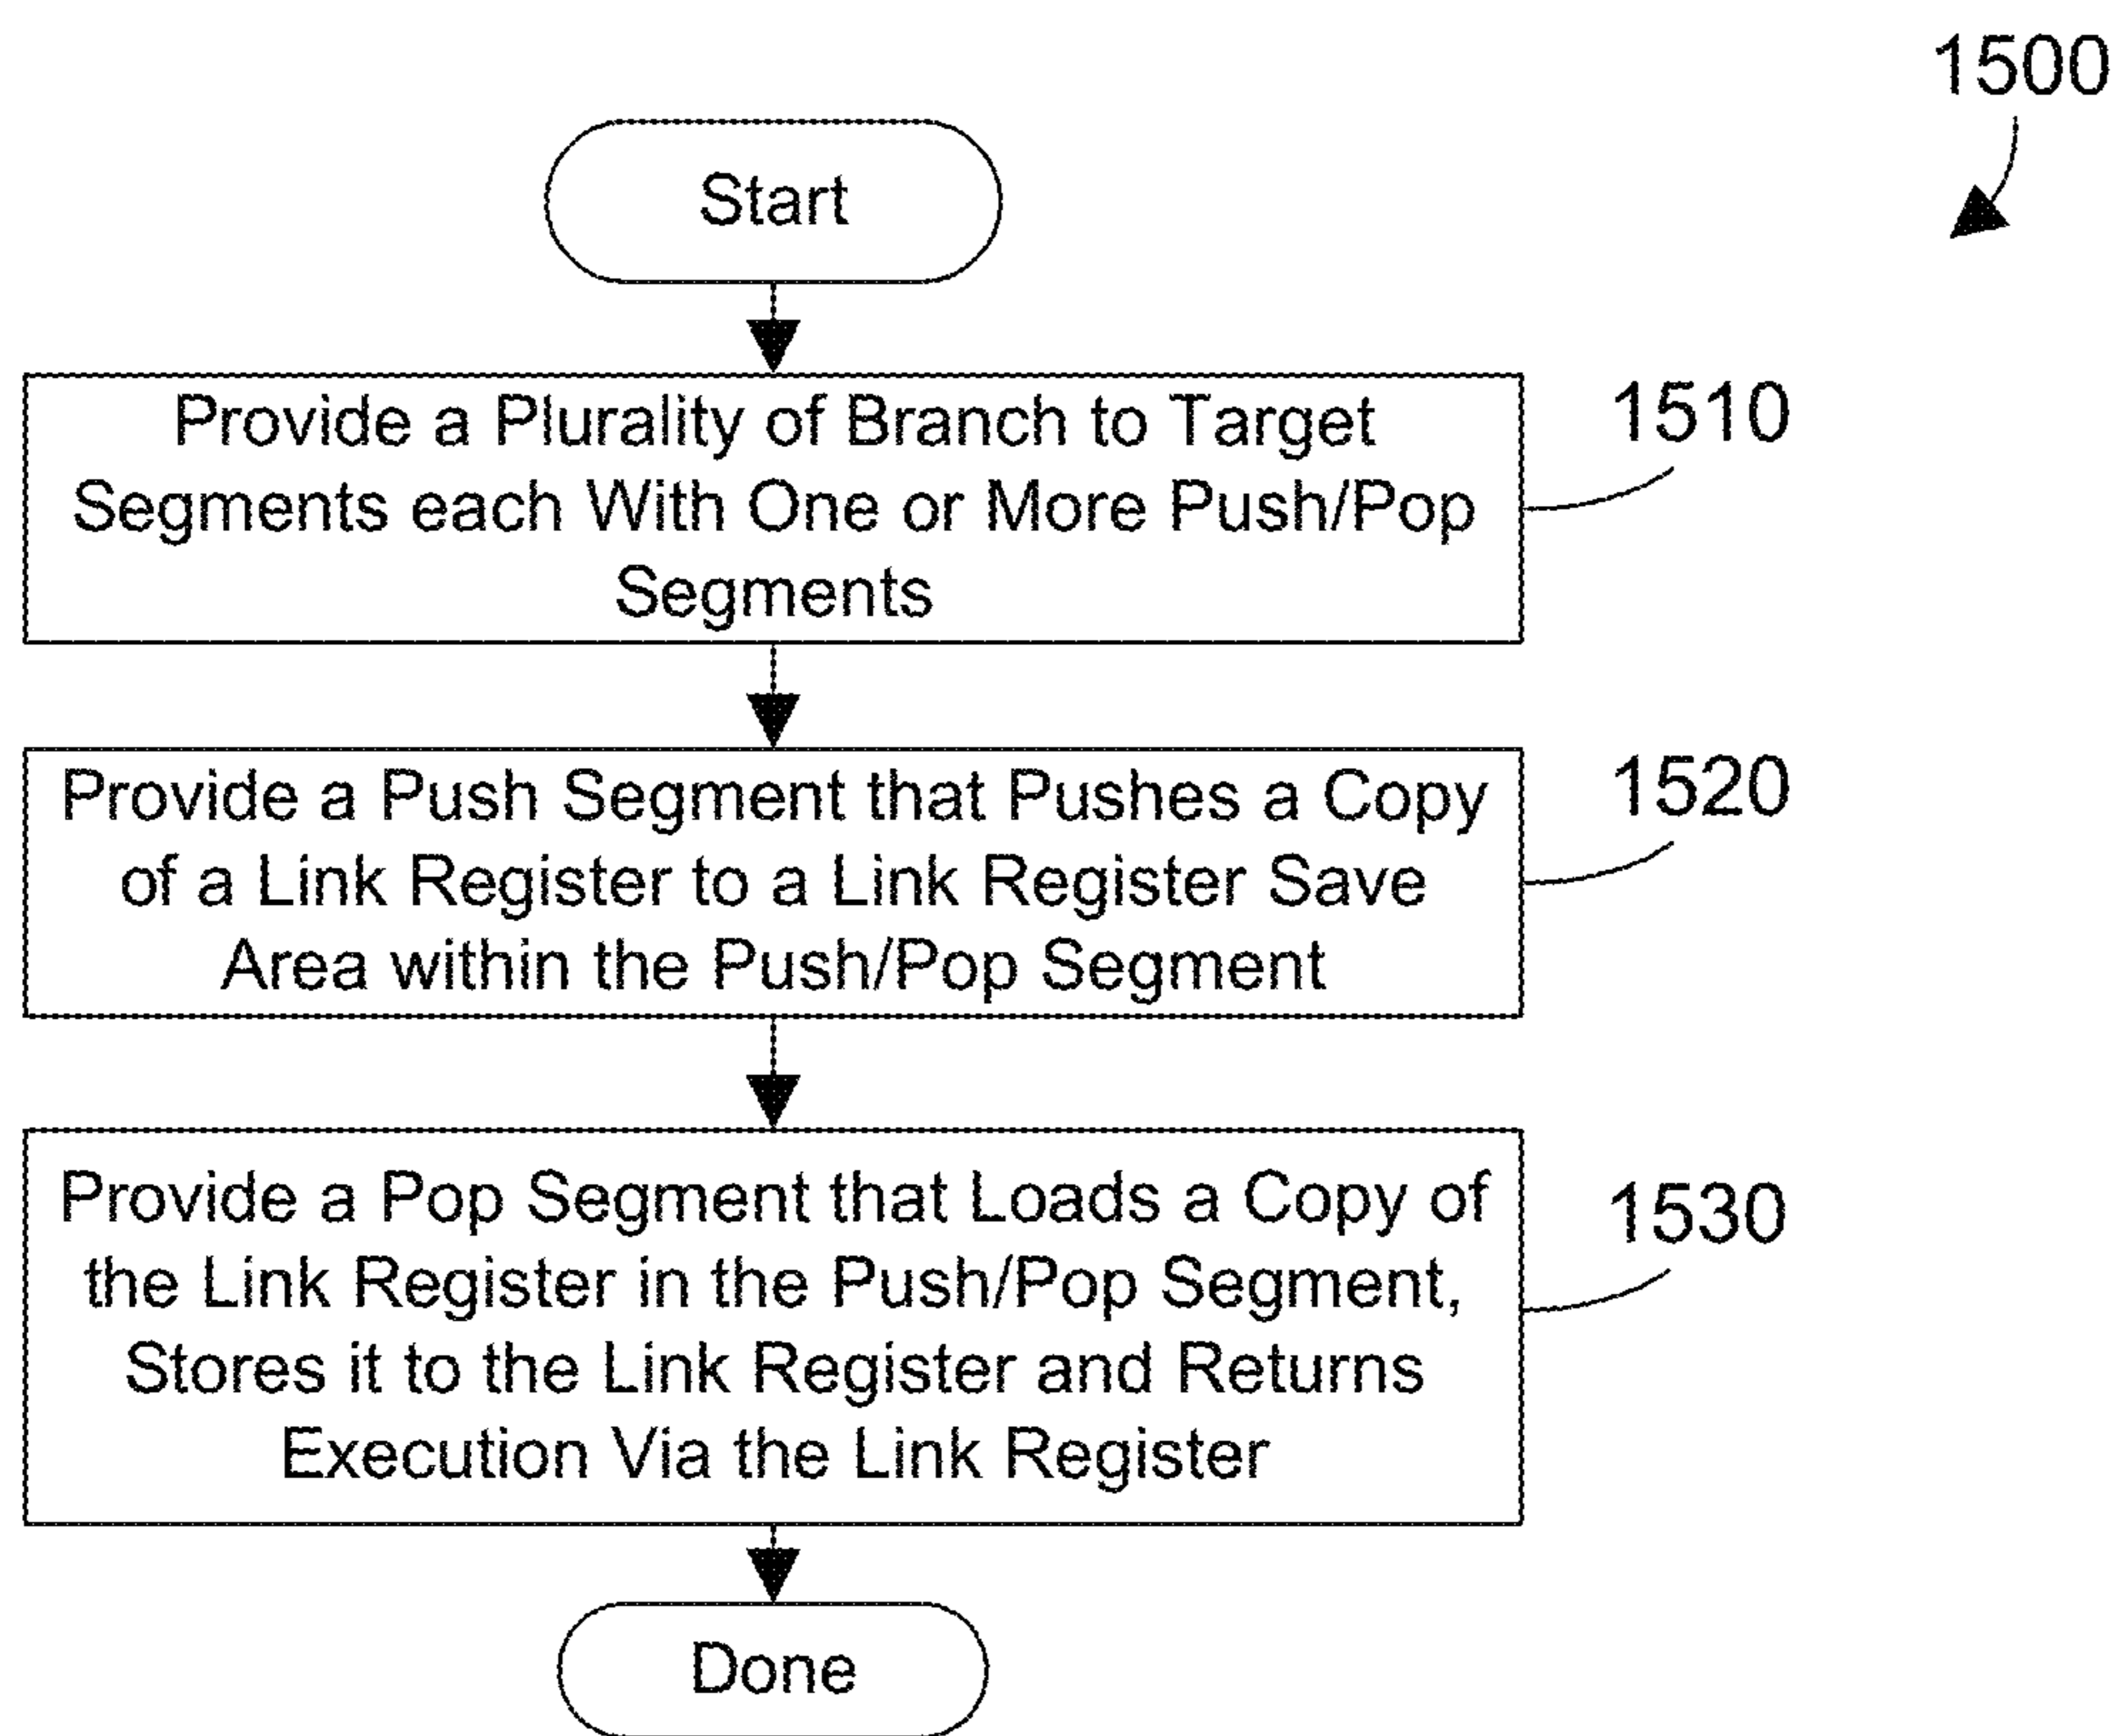 1500
Start
Provide a Plurality of Branch to Target
Segments each With One or More Push/Pop
Segments
1510
Provide a Push Segment that Pushes a Copy
of a Link Register to a Link Register Save
Area within the Push/Pop Segment
1520
Provide a Pop Segment that Loads a Copy of
the Link Register in the Push/Pop Segment,
Stores it to the Link Register and Returns
Execution Via the Link Register
1530
Done